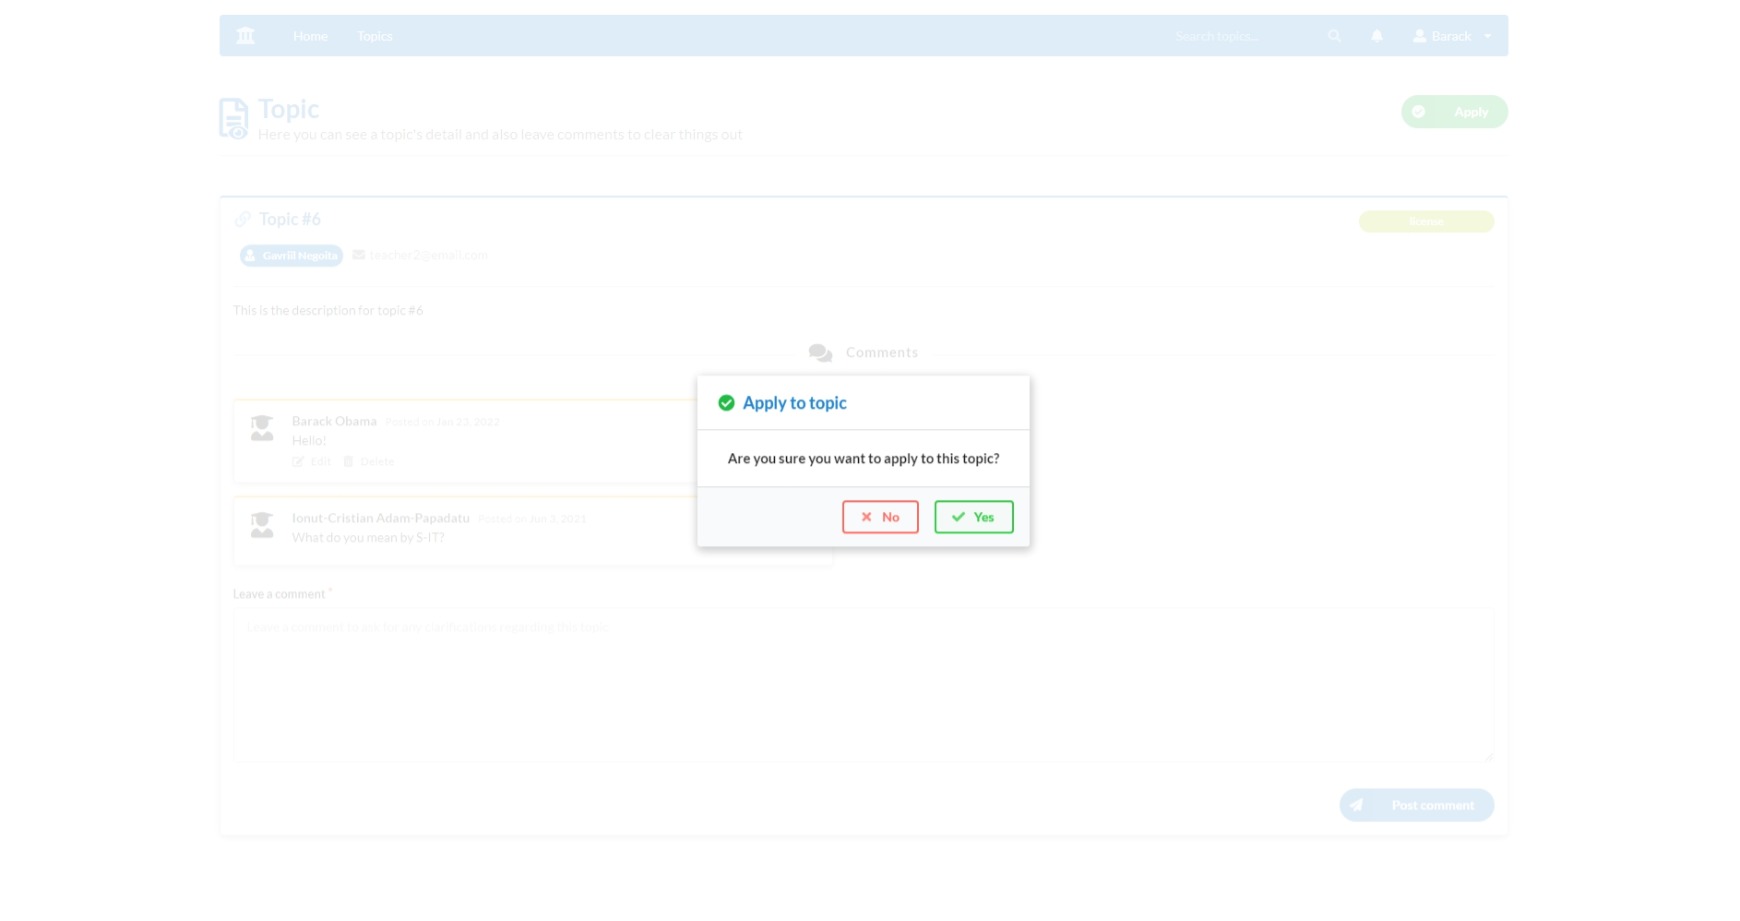 Home Topics Search topics... Barack
Topic
Here you can see a topic's detail and also leave comments to clear things out
Apply
Topic #6
license
Gavrill Negoita teacher2@email.com
This is the description for topic #6
Comments
Apply to topic
Are you sure you want to apply to this topic?
No Yes
Barack Obama Posted on Jan 23, 2022
Hello!
Edit Delete
Ionut-Cristian Adam-Papadatu Posted on Jun 3, 2021
What do you mean by S-IT?
Leave a comment *
Leave a comment to ask for any clarifications regarding this topic
Post comment